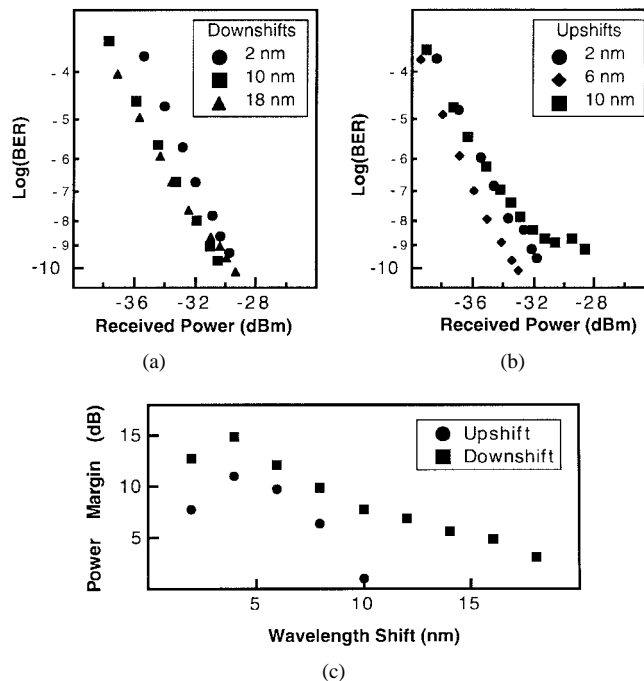 Downshifts
2 nm
10 nm
18 nm
- 4
- 5
- 6
- 7
- 8
- 9
- 10
Log(BER)
-36 -32 -28
Received Power (dBm)
(a)
Upshifts
2 nm
6 nm
10 nm
- 4
- 5
- 6
- 7
- 8
- 9
- 10
Log(BER)
-36 -32 -28
Received Power (dBm)
(b)
Upshift
Downshift
15
10
5
Power Margin (dB)
5 10 15
Wavelength Shift (nm)
(c)